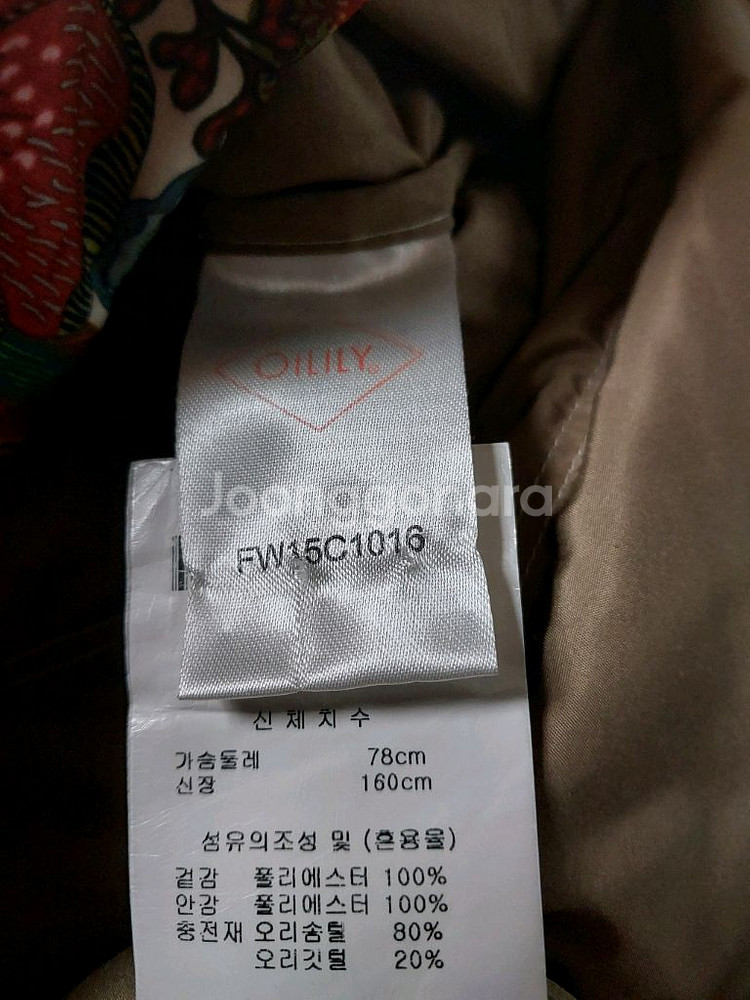 OILILY
Joonggonara
FW15C1016
신체치수
가슴둘레 78cm
신장 160cm
섬유의조성 및 (혼용율)
겉감 폴리에스터 100%
안감 폴리에스터 100%
충전재 오리솜털 80%
오리깃털 20%